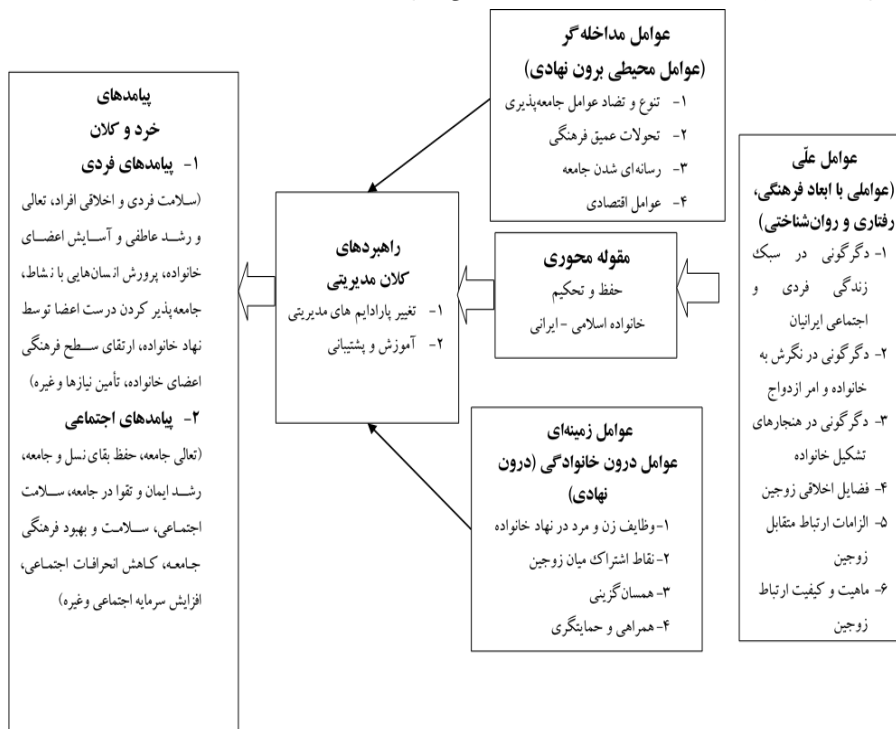 عوامل علّی
(عواملی با ابعاد فرهنگی،
رفتاری و روان‌شناختی)
۱- دگرگونی در سبک
زندگی فردی و
اجتماعی ایرانیان
۲- دگرگونی در نگرش به
خانواده و امر ازدواج
۳- دگرگونی در هنجارهای
تشکیل خانواده
۴- فضایل اخلاقی زوجین
۵- الزامات ارتباط متقابل
زوجین
۶- ماهیت و کیفیت ارتباط
زوجین
عوامل مداخله‌گر
(عوامل محیطی برون نهادی)
۱- تنوع و تضاد عوامل جامعه‌پذیری
۲- تحولات عمیق فرهنگی
۳- رسانه‌ای شدن جامعه
۴- عوامل اقتصادی
مقوله محوری
حفظ و تحکیم
خانواده اسلامی -ایرانی
عوامل زمینه‌ای
عوامل درون خانوادگی (درون
نهادی)
۱-وظایف زن و مرد در نهاد خانواده
۲-نقاط اشتراک میان زوجین
۳-همسان‌گزینی
۴-همراهی و حمایتگری
راهبردهای
کلان مدیریتی
۱- تغییر پارادایم های مدیریتی
۲- آموزش و پشتیبانی
پیامدهای
خرد و کلان
۱- پیامدهای فردی
(سلامت فردی و اخلاقی افراد، تعالی
و رشد عاطفی و آسایش اعضای
خانواده، پرورش انسان‌هایی با نشاط،
جامعه‌پذیر کردن درست اعضا توسط
نهاد خانواده، ارتقای سطح فرهنگی
اعضای خانواده، تأمین نیازها وغیره)
۲- پیامدهای اجتماعی
(تعالی جامعه، حفظ بقای نسل و جامعه،
رشد ایمان و تقوا در جامعه، سلامت
اجتماعی، سلامت و بهبود فرهنگی
جامعه، کاهش انحرافات اجتماعی،
افزایش سرمایه اجتماعی وغیره)